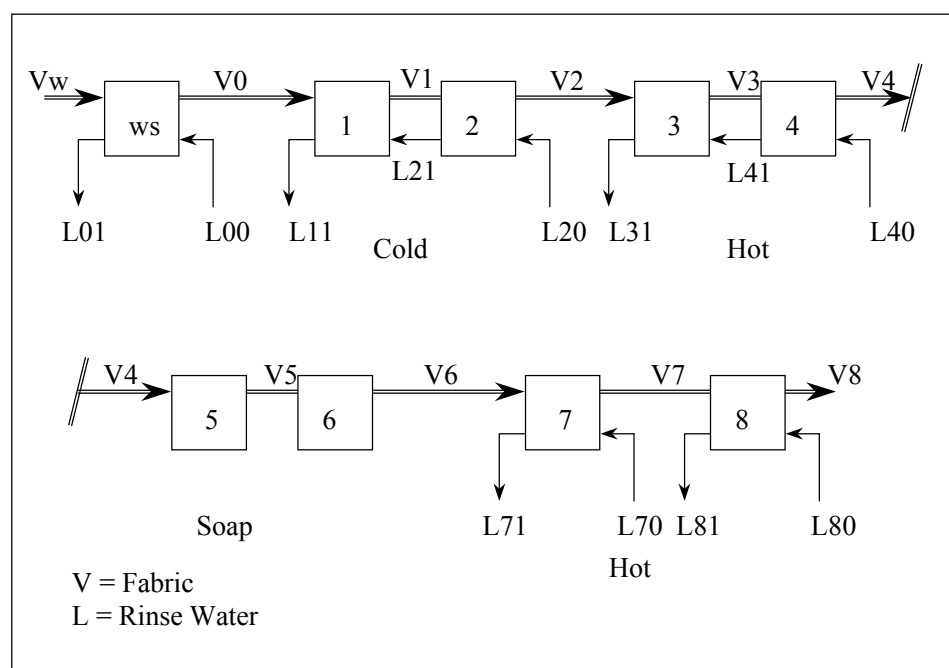 Vw V0 V1 V2 V3 V4
ws 1 2 3 4
L21 L41
L01 L00 L11 L20 L31 L40
Cold Hot
V4 V5 V6 V7 V8
5 6 7 8
L71 L70 L81 L80
Soap
Hot
V = Fabric
L = Rinse Water